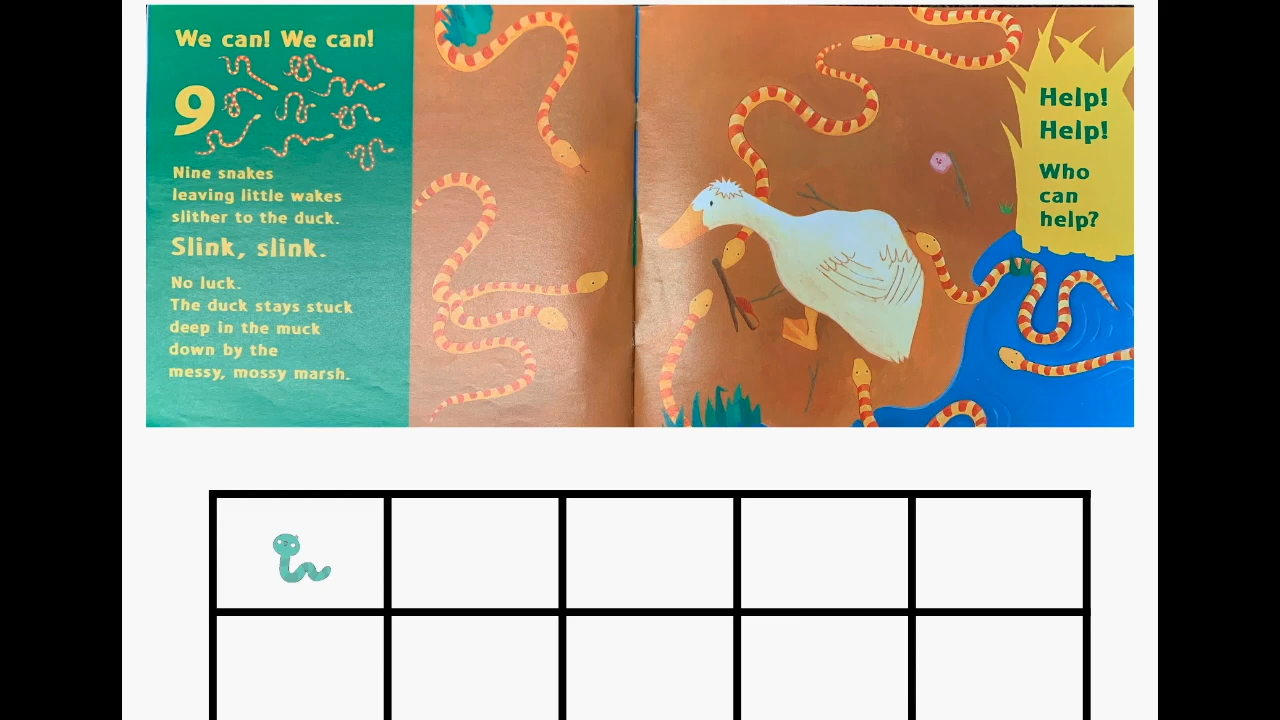 We can! We can!
9
Nine snakes
leaving little wakes
slither to the duck.
Slink, slink.
No luck.
The duck stays stuck
deep in the muck
down by the
messy, mossy marsh.
Help!
Help!
Who
can
help?